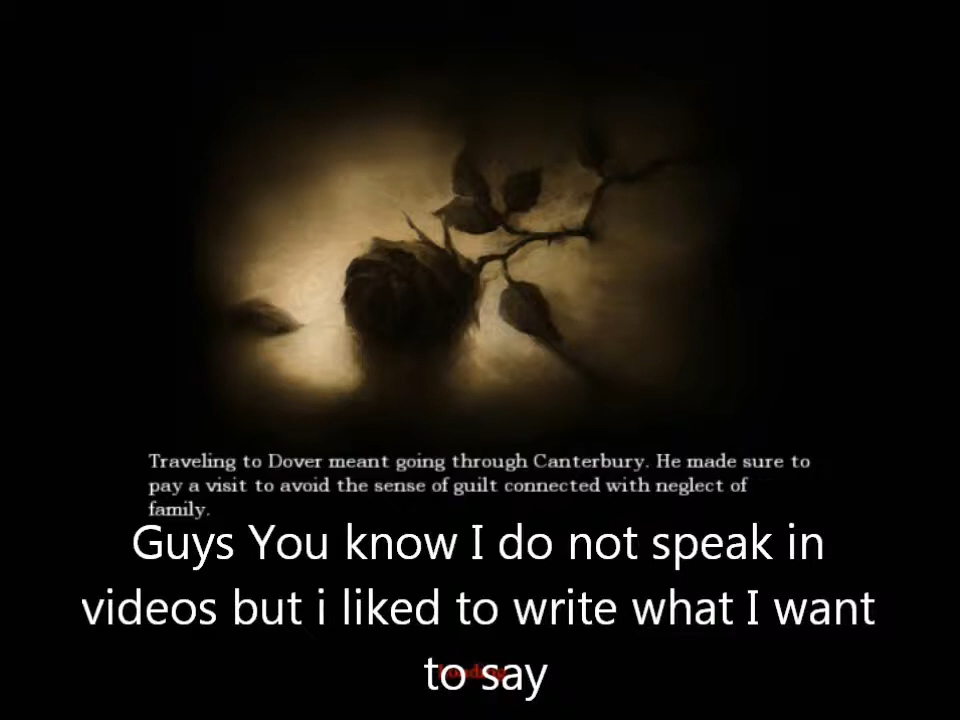 Traveling to Dover meant going through Canterbury. He made sure to
pay a visit to avoid the sense of guilt connected with neglect of
family.
Guys You know I do not speak in
videos but i liked to write what I want
to say